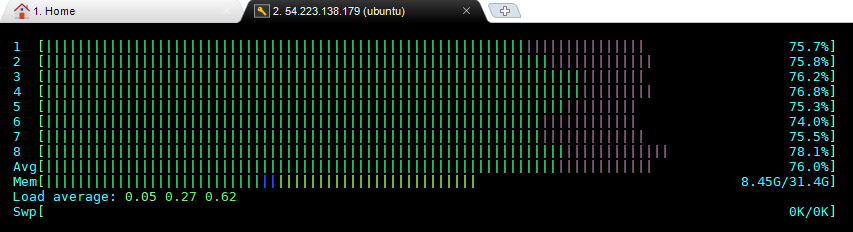 1. Home
2. 54.223.138.179 (ubuntu)
1 [ 75.7%]
2 [ 75.8%]
3 [ 76.2%]
4 [ 76.8%]
5 [ 75.3%]
6 [ 74.0%]
7 [ 75.5%]
8 [ 78.1%]
Avg[ 76.0%]
Mem[ 8.45G/31.4G]
Load average: 0.05 0.27 0.62
Swp[ 0K/0K]